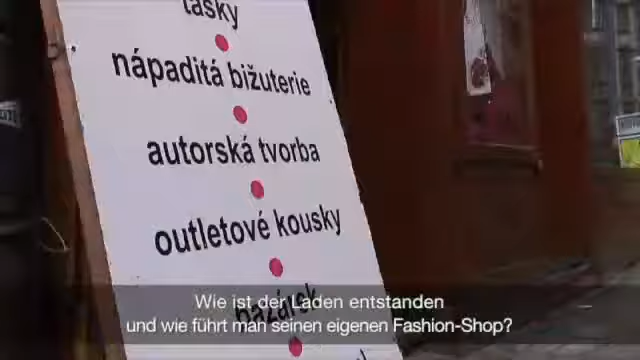 tašky
nápaditá bižuterie
autorská tvorba
outletové kousky
bazárek
Wie ist der Laden entstanden
und wie führt man seinen eigenen Fashion-Shop?